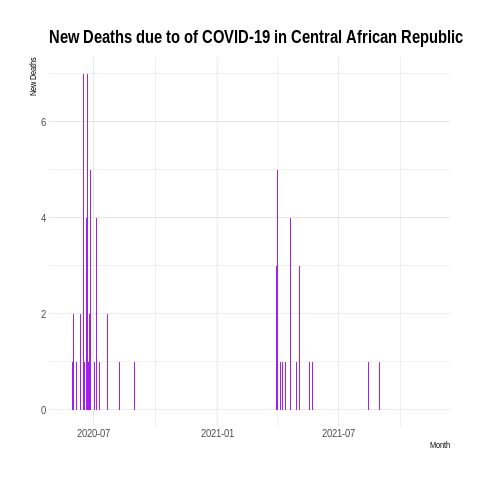 New Deaths due to of COVID-19 in Central African Republic
New Deaths
6
4
2
0
2020-07 2021-01 2021-07
Month